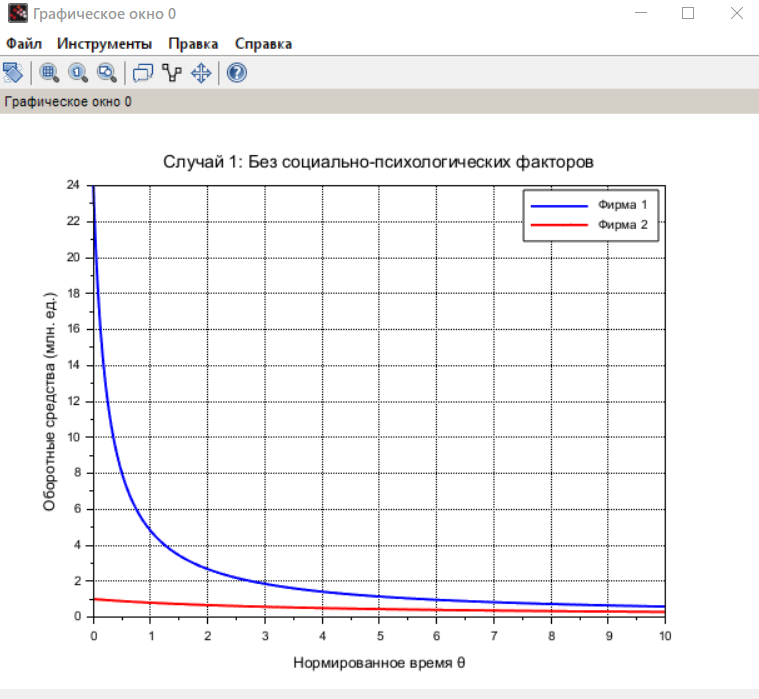 Графическое окно 0
Файл Инструменты Правка Справка
Графическое окно 0
Случай 1: Без социально-психологических факторов
Фирма 1
Фирма 2
Оборотные средства (млн. ед.)
24
22
20
18
16
14
12
10
8
6
4
2
0
0 1 2 3 4 5 6 7 8 9 10
Нормированное время θ